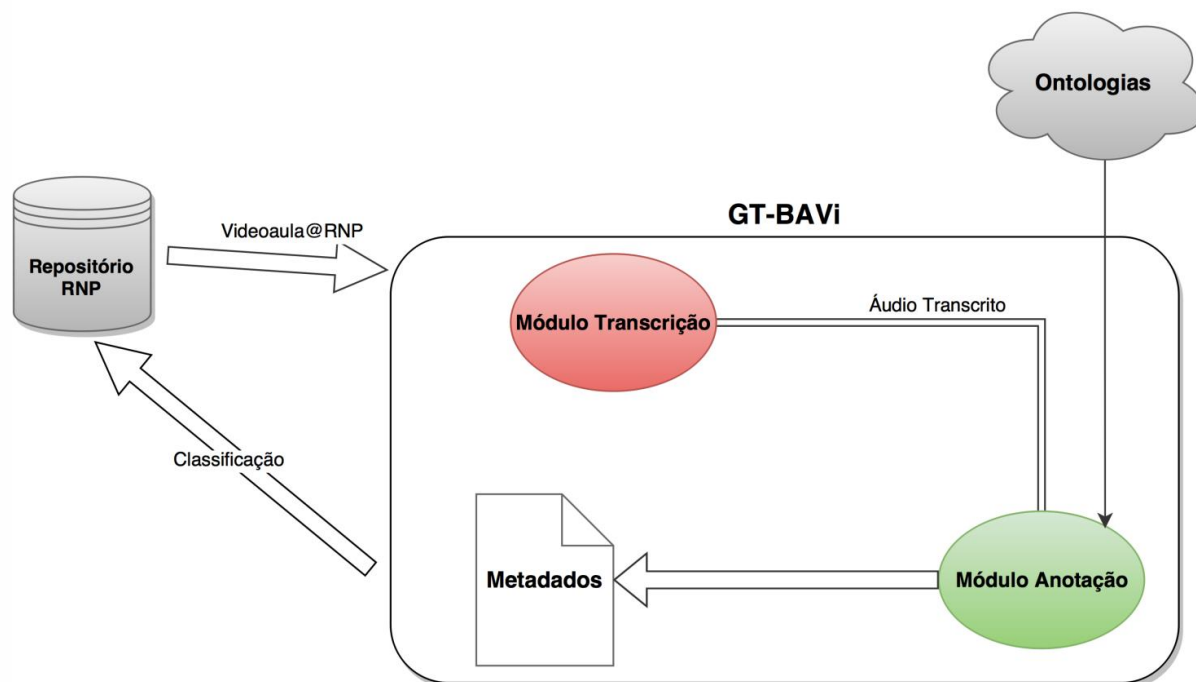 Ontologias
GT-BAVi
Videoaula@RNP
Repositório
RNP
Módulo Transcrição
Áudio Transcrito
Classificação
Metadados
Módulo Anotação